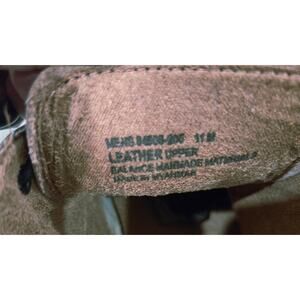 MENS 11 M
LEATHER UPPER
BALANCE MANMADE MATERIALS
MADE IN MYANMAR